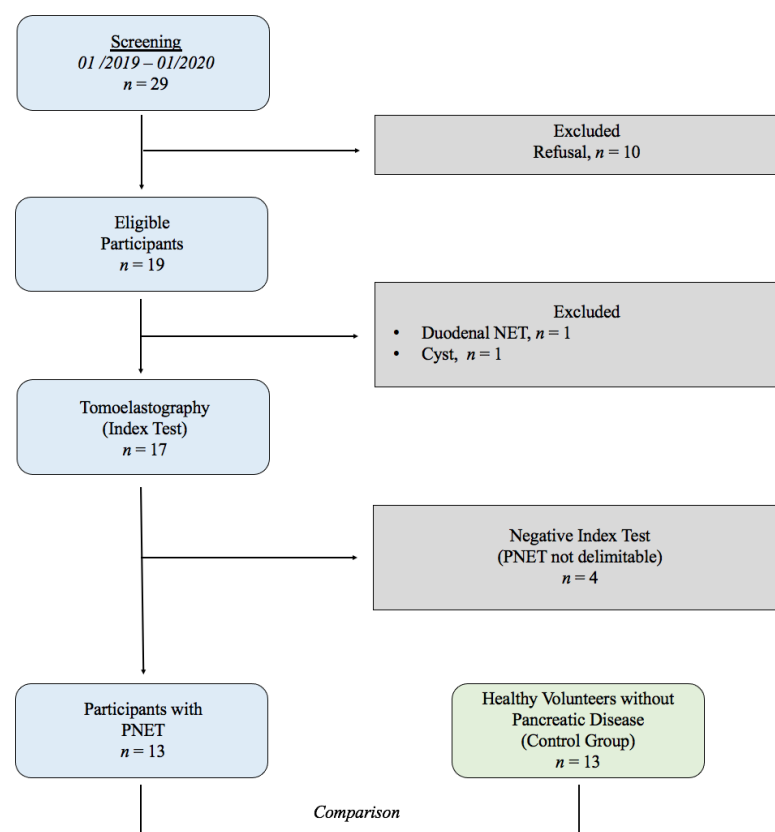 Screening
01 /2019 – 01/2020
n = 29
Excluded
Refusal, n = 10
Eligible
Participants
n = 19
Excluded
• Duodenal NET, n = 1
• Cyst, n = 1
Tomoelastography
(Index Test)
n = 17
Negative Index Test
(PNET not delimitable)
n = 4
Participants with
PNET
n = 13
Healthy Volunteers without
Pancreatic Disease
(Control Group)
n = 13
Comparison